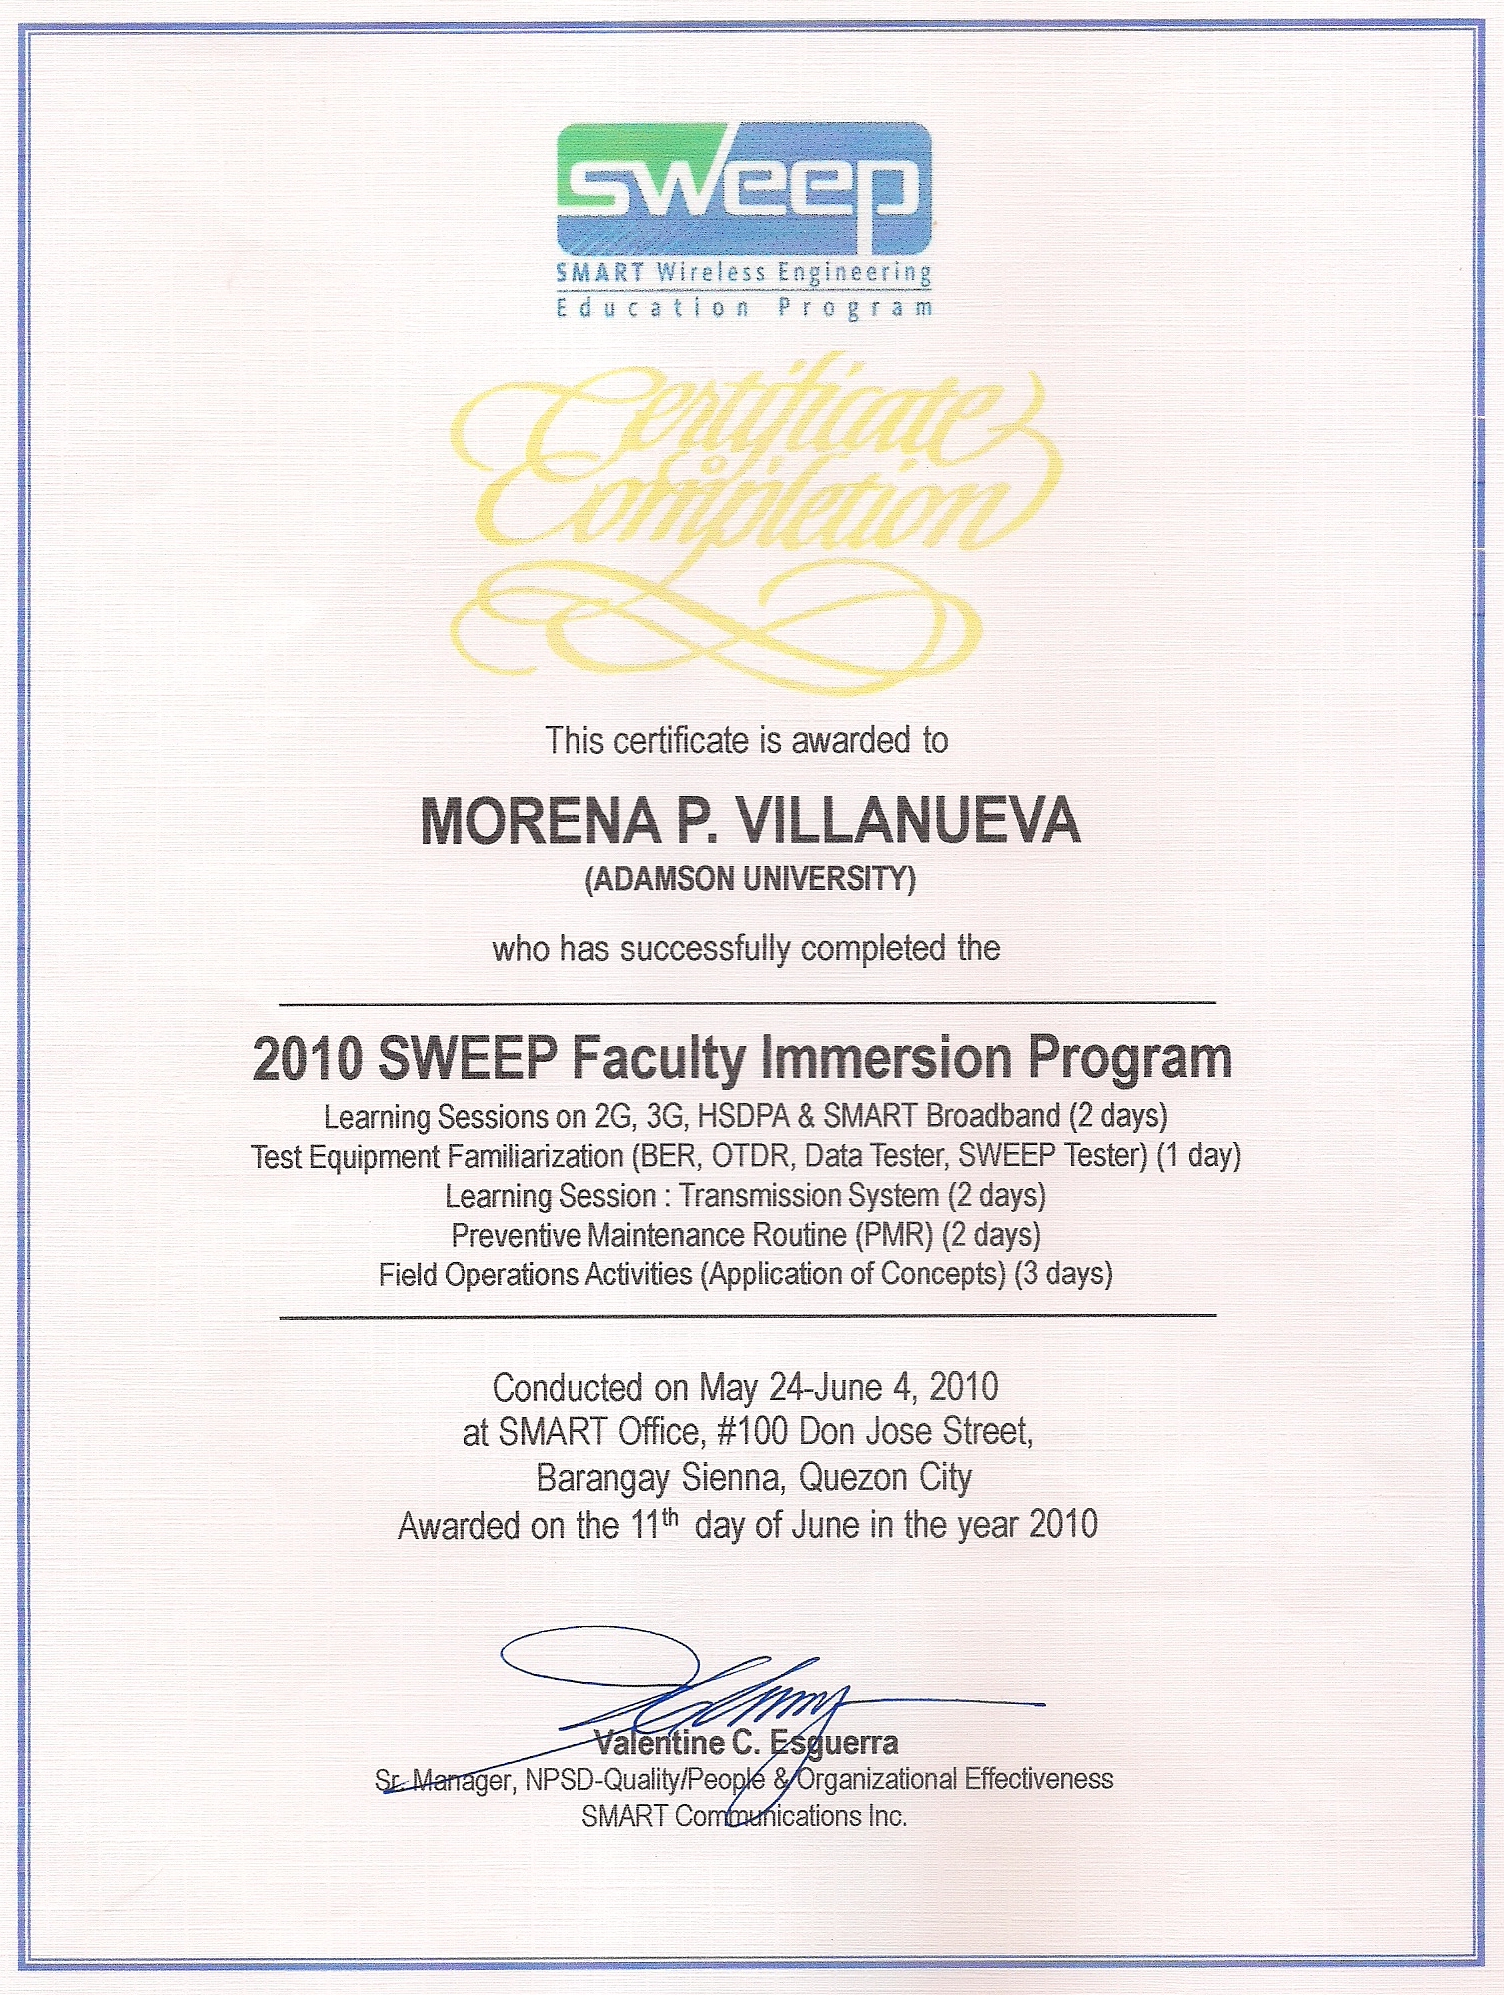 sweep
SMART Wireless Engineering
Education Program
Certificate
of
Completion
This certificate is awarded to
MORENA P. VILLANUEVA
(ADAMSON UNIVERSITY)
who has successfully completed the
2010 SWEEP Faculty Immersion Program
Learning Sessions on 2G, 3G, HSDPA & SMART Broadband (2 days)
Test Equipment Familiarization (BER, OTDR, Data Tester, SWEEP Tester) (1 day)
Learning Session : Transmission System (2 days)
Preventive Maintenance Routine (PMR) (2 days)
Field Operations Activities (Application of Concepts) (3 days)
Conducted on May 24-June 4, 2010
at SMART Office, #100 Don Jose Street,
Barangay Sienna, Quezon City
Awarded on the 11th day of June in the year 2010
Valentine C. Esguerra
Sr. Manager, NPSD-Quality/People & Organizational Effectiveness
SMART Communications Inc.